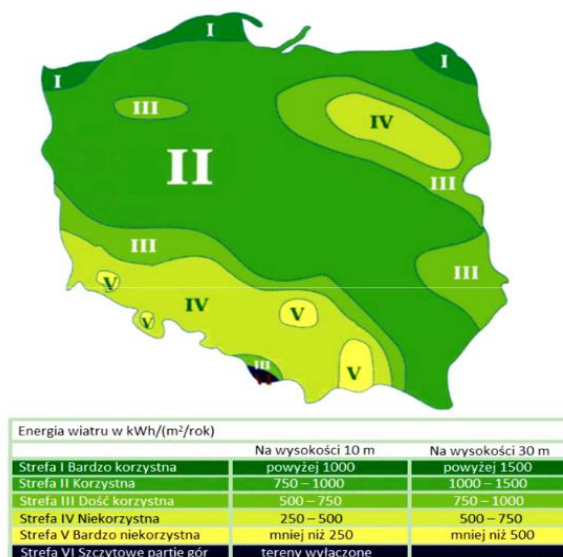 I
I
I
III
IV
II
III
III
III
V
IV
V
V
III
V
Energia wiatru w kWh/(m²/rok)
Na wysokości 10 m Na wysokości 30 m
Strefa I Bardzo korzystna powyżej 1000 powyżej 1500
Strefa II Korzystna 750 – 1000 1000 – 1500
Strefa III Dość korzystna 500 – 750 750 – 1000
Strefa IV Niekorzystna 250 – 500 500 – 750
Strefa V Bardzo niekorzystna mniej niż 250 mniej niż 500
Strefa VI Szczytowe partie gór tereny wyłączone